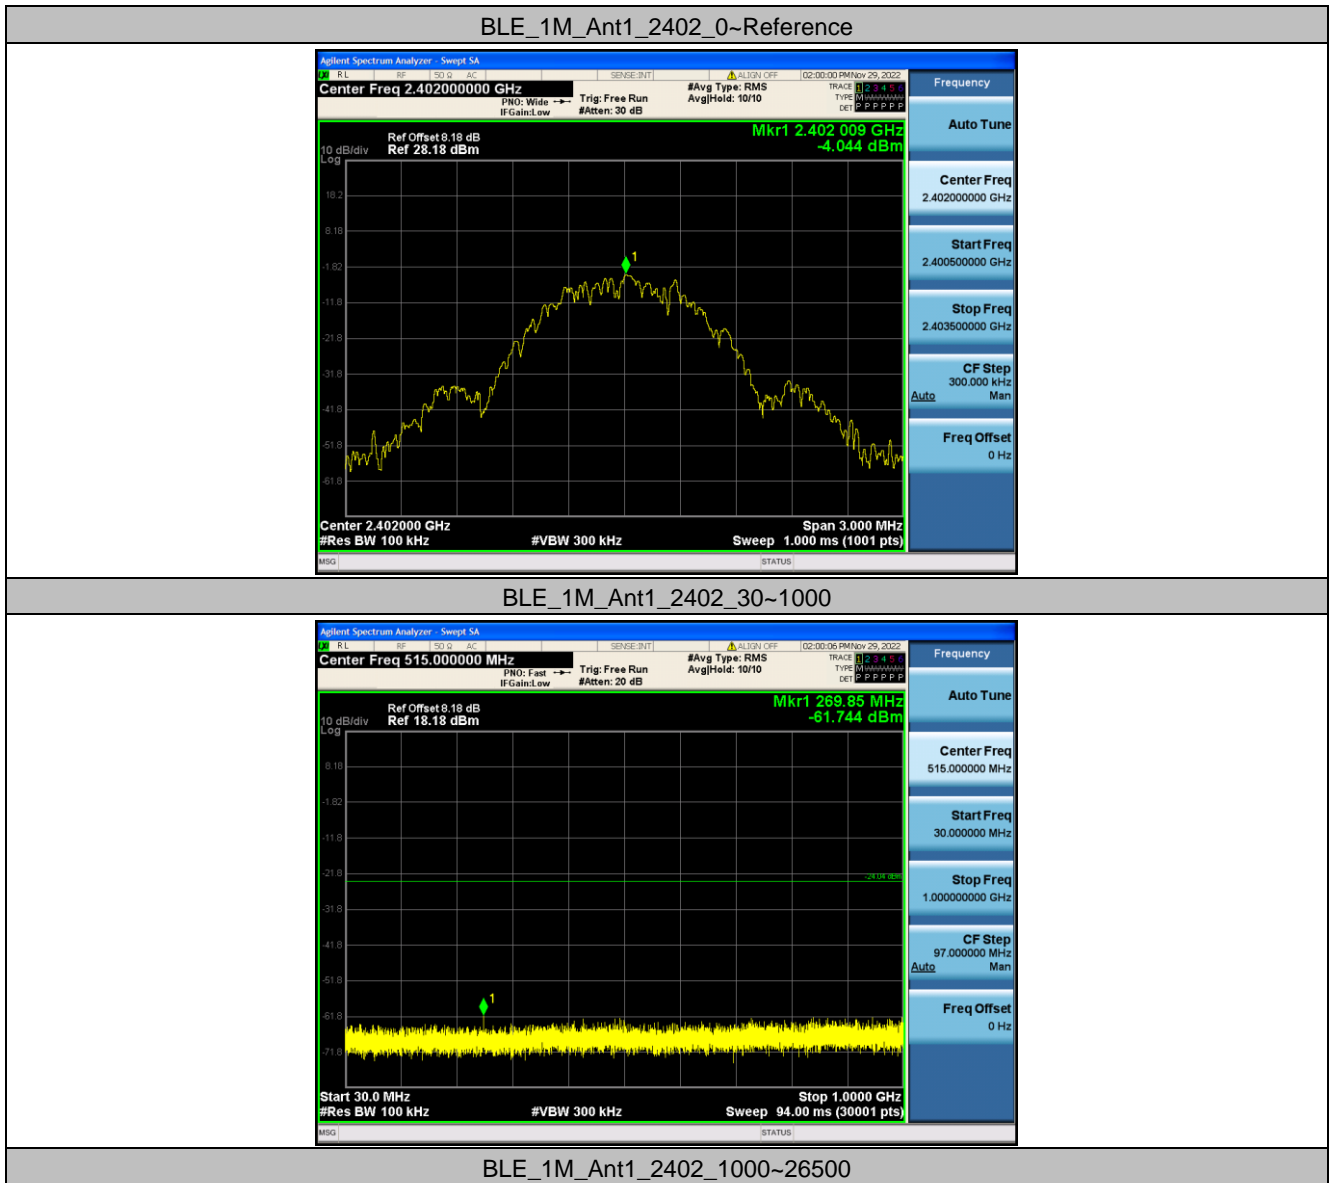 BLE_1M_Ant1_2402_0~Reference
Agilent Spectrum Analyzer - Swept SA
RL RF 50 Ω AC SENSE:INT ALIGN OFF 02:00:00 PM Nov 29, 2022
Center Freq 2.402000000 GHz
#Avg Type: RMS
TRACE 1 2 3 4 5 6
PNO: Wide Trig: Free Run Avg|Hold: 10/10
TYPE M
IFGain:Low #Atten: 30 dB
DET P P P P P P
Frequency
Mkr1 2.402 009 GHz
-4.044 dBm
Ref Offset 8.18 dB
10 dB/div Ref 28.18 dBm
Log
18.2
8.18
-1.82
-11.8
-21.8
-31.8
-41.8
-51.8
-61.8
1
Center 2.402000 GHz Span 3.000 MHz
#Res BW 100 kHz #VBW 300 kHz Sweep 1.000 ms (1001 pts)
MSG STATUS
Auto Tune
Center Freq
2.402000000 GHz
Start Freq
2.400500000 GHz
Stop Freq
2.403500000 GHz
CF Step
300.000 kHz
Auto Man
Freq Offset
0 Hz
BLE_1M_Ant1_2402_30~1000
Agilent Spectrum Analyzer - Swept SA
RL RF 50 Ω AC SENSE:INT ALIGN OFF 02:00:06 PM Nov 29, 2022
Center Freq 515.000000 MHz
#Avg Type: RMS
TRACE 1 2 3 4 5 6
PNO: Fast Trig: Free Run Avg|Hold: 10/10
TYPE M
IFGain:Low #Atten: 20 dB
DET P P P P P P
Frequency
Mkr1 269.85 MHz
-61.744 dBm
Ref Offset 8.18 dB
10 dB/div Ref 18.18 dBm
Log
8.18
-1.82
-11.8
-21.8
-31.8
-41.8
-51.8
-61.8
-71.8
-24.04 dBm
1
Start 30.0 MHz Stop 1.0000 GHz
#Res BW 100 kHz #VBW 300 kHz Sweep 94.00 ms (30001 pts)
MSG STATUS
Auto Tune
Center Freq
515.000000 MHz
Start Freq
30.000000 MHz
Stop Freq
1.000000000 GHz
CF Step
97.000000 MHz
Auto Man
Freq Offset
0 Hz
BLE_1M_Ant1_2402_1000~26500